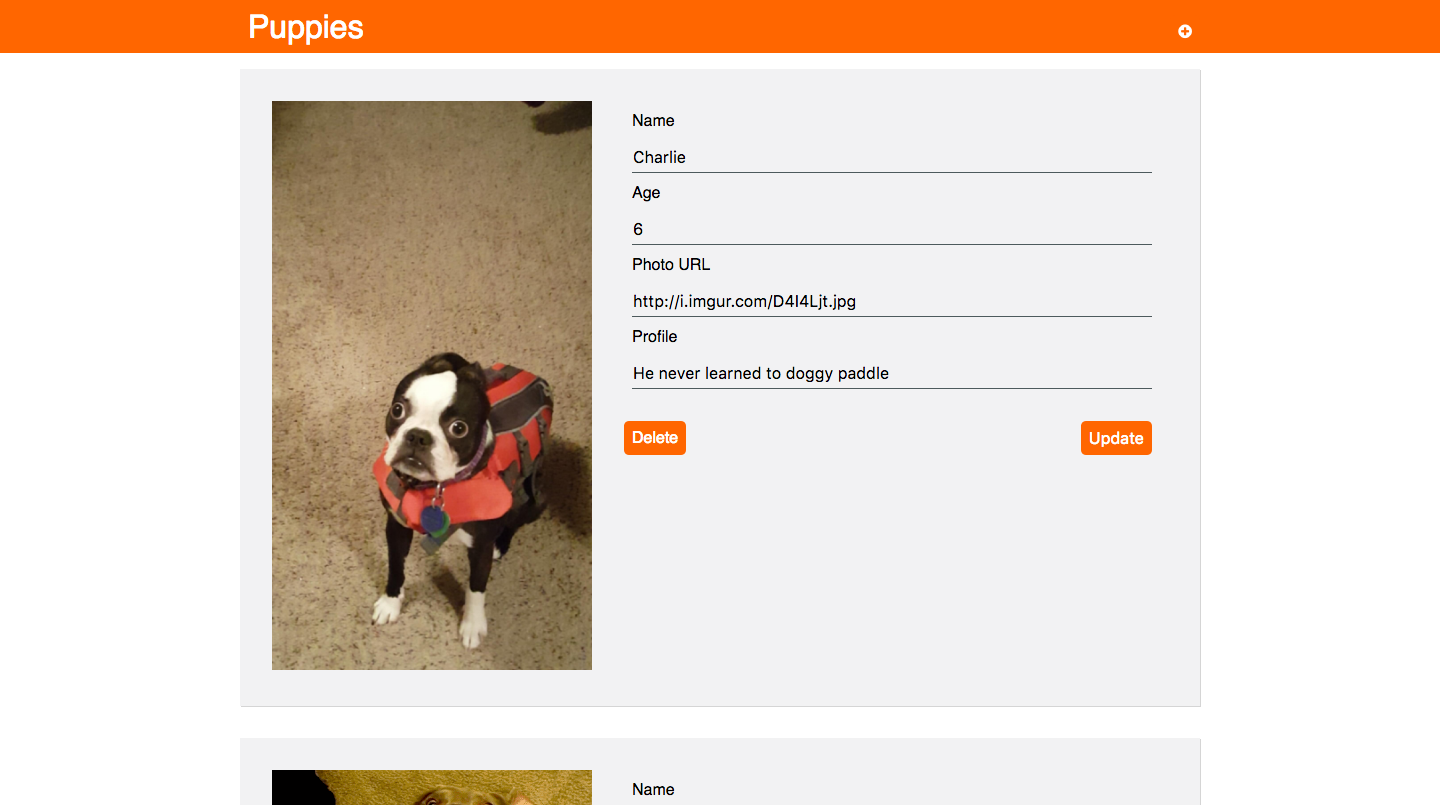 Puppies
Name
Charlie
Age
6
Photo URL
http://i.imgur.com/D4I4Ljt.jpg
Profile
He never learned to doggy paddle
Delete
Update
Name